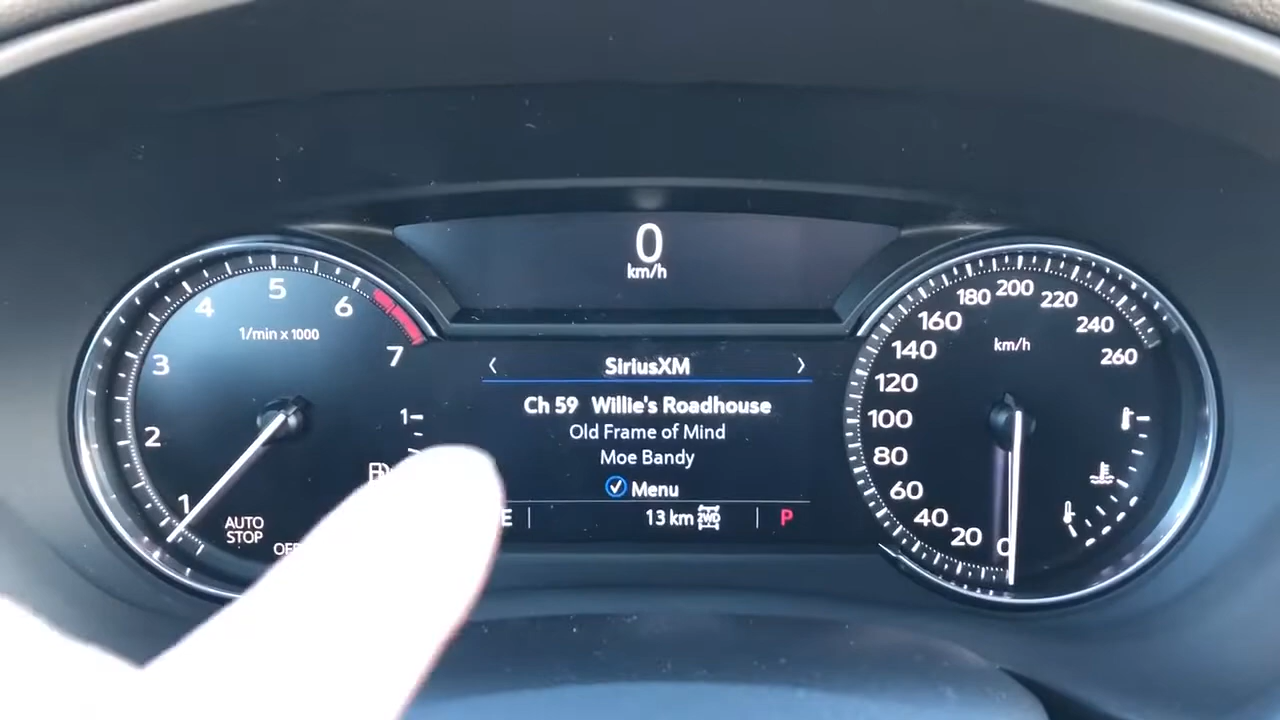 0
km/h
5
4
6
1/min x 1000
3
7
2
1
1
AUTO
STOP
< SiriusXM >
Ch 59 Willie's Roadhouse
Old Frame of Mind
Moe Bandy
Menu
E
13 km 2WD
P
200
180
220
160
240
km/h
140
260
120
100
80
60
40
20
0